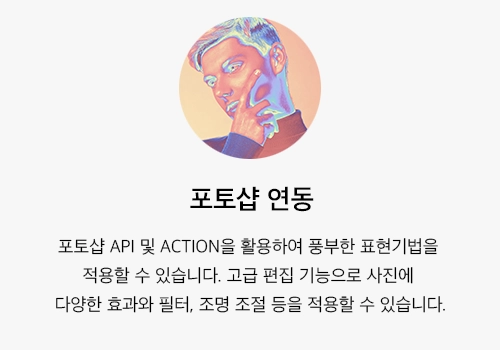 포토샵 연동
포토샵 API 및 ACTION을 활용하여 풍부한 표현기법을
적용할 수 있습니다. 고급 편집 기능으로 사진에
다양한 효과와 필터, 조명 조절 등을 적용할 수 있습니다.